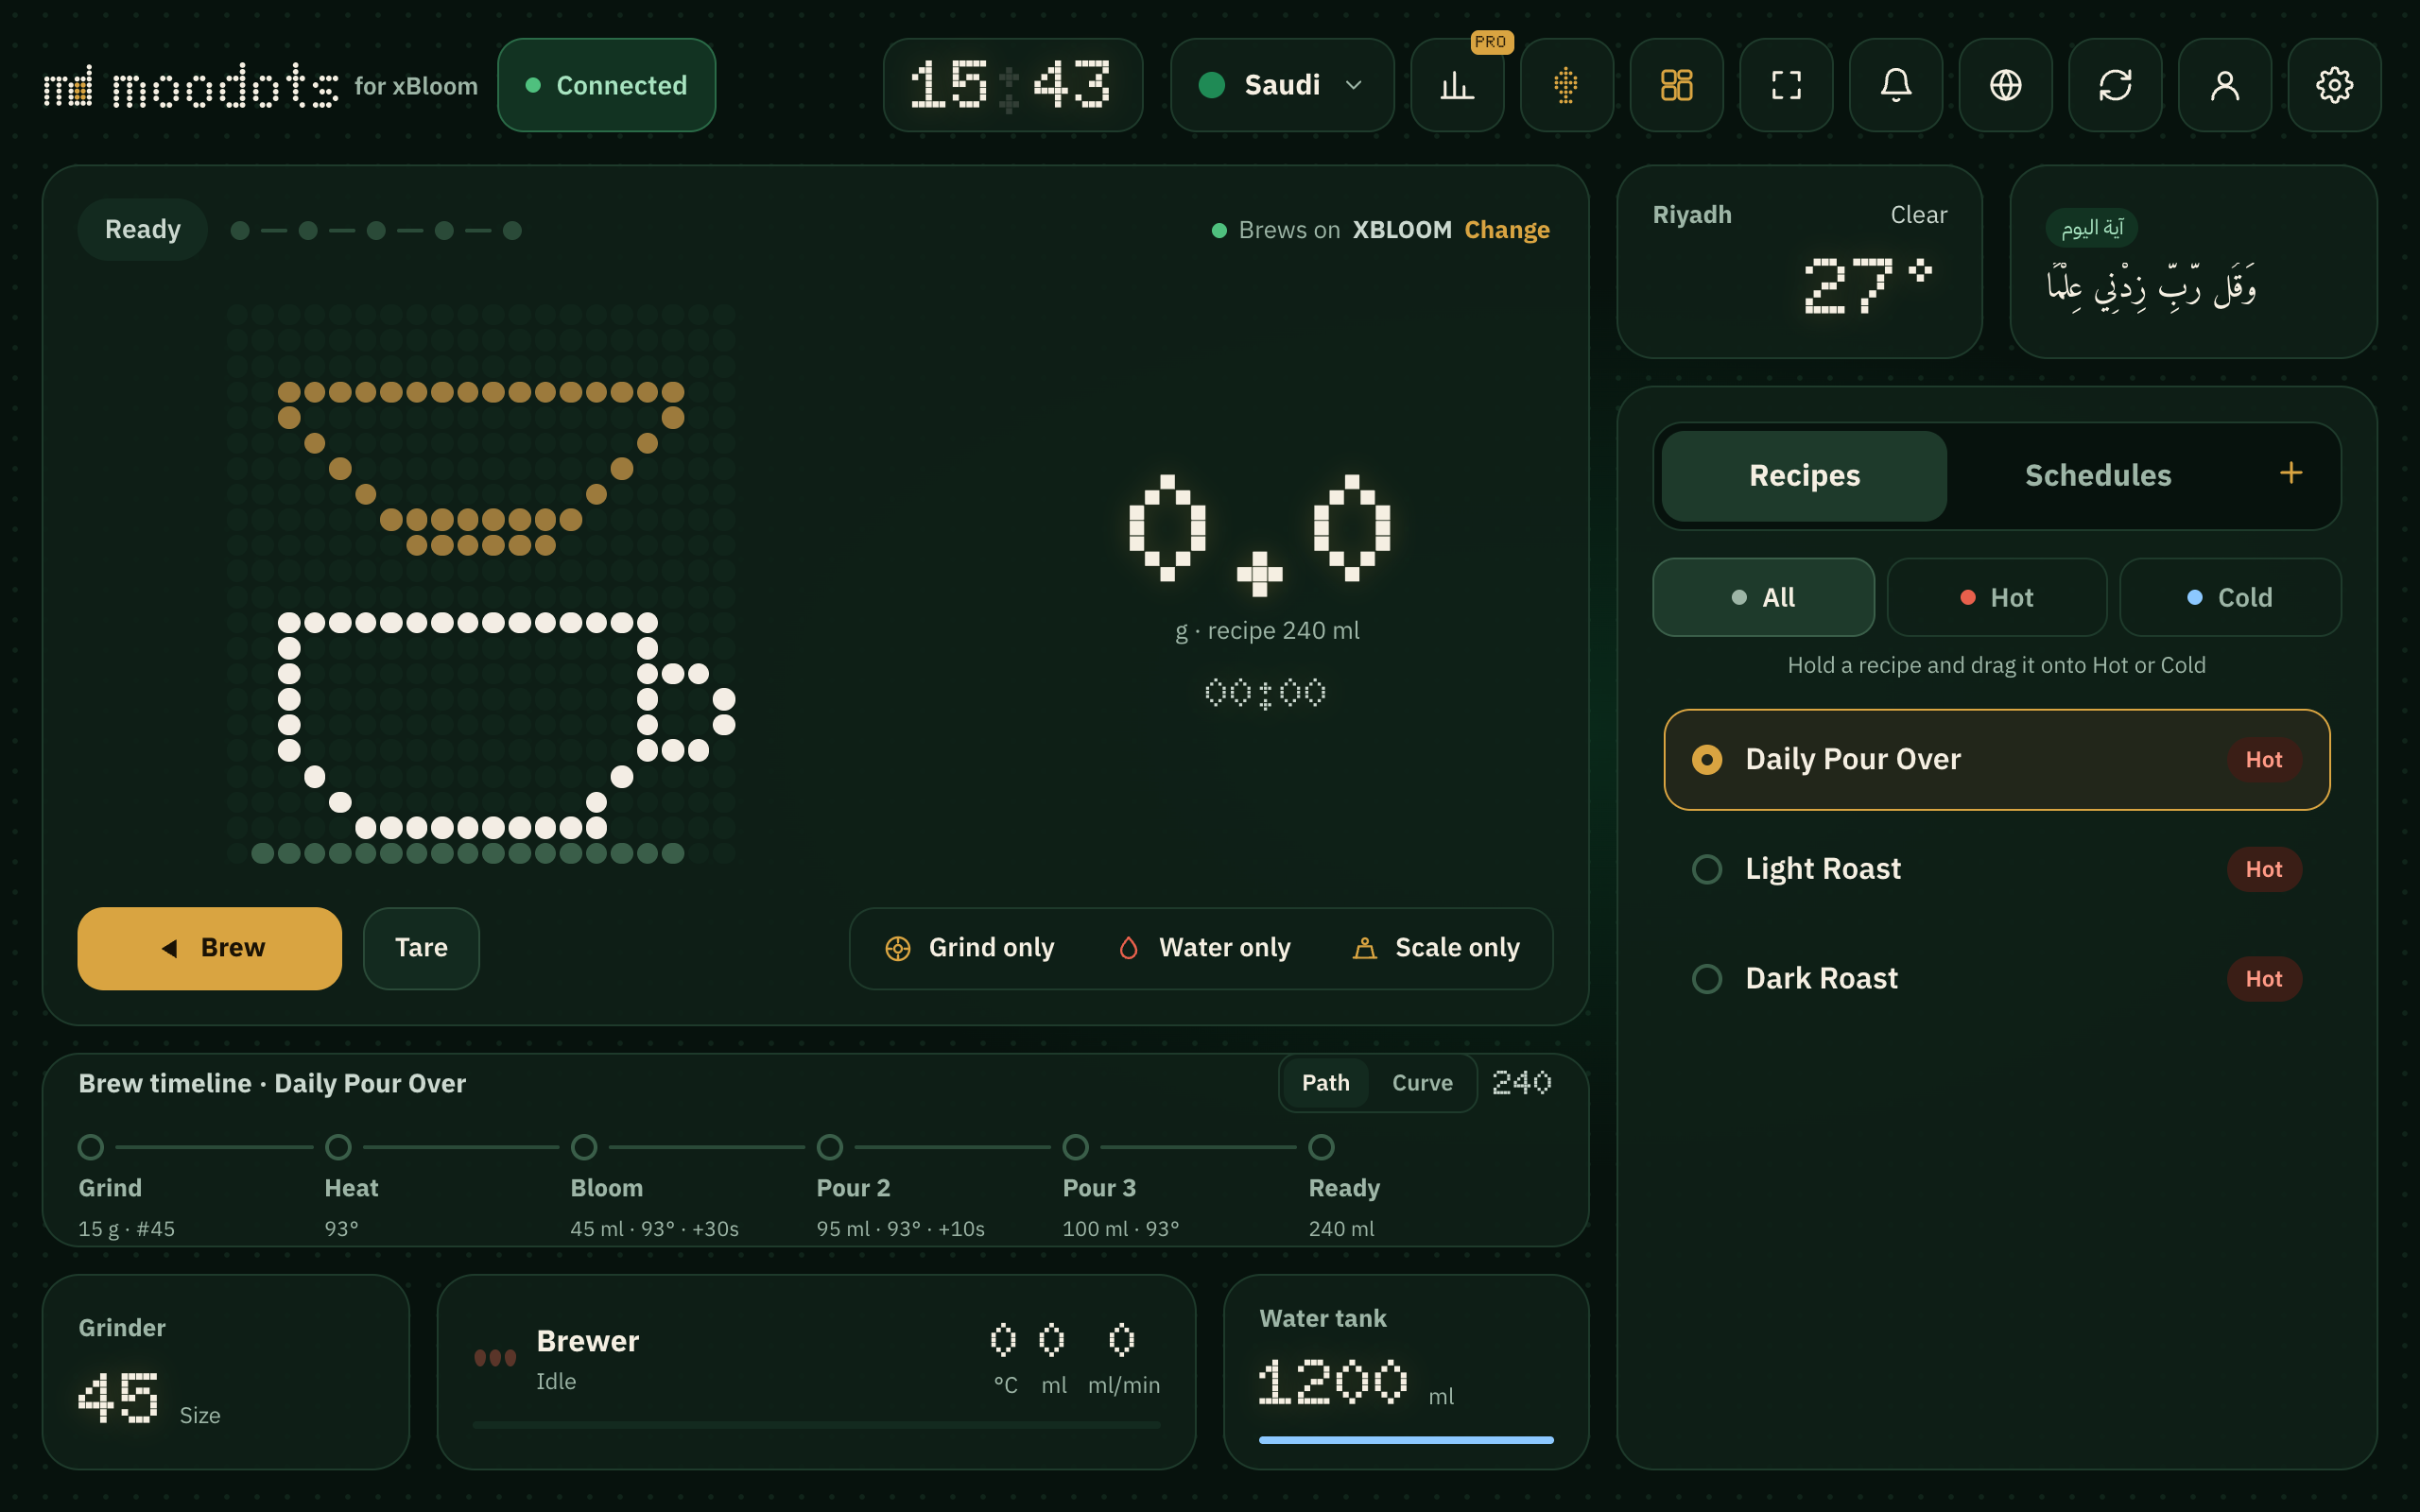 moodots for xBloom
Connected
15:43
Saudi
PRO
Ready
Brews on XBLOOM Change
0.0
g · recipe 240 ml
00:00
Brew
Tare
Grind only
Water only
Scale only
Brew timeline · Daily Pour Over
Path
Curve
240
Grind
15 g · #45
Heat
93°
Bloom
45 ml · 93° · +30s
Pour 2
95 ml · 93° · +10s
Pour 3
100 ml · 93°
Ready
240 ml
Grinder
45 Size
Brewer
Idle
0 °C
0 ml
0 ml/min
Water tank
1200 ml
Riyadh
Clear
27°
آية اليوم
وَقُل رَّبِّ زِدْنِي عِلْمًا
Recipes
Schedules
+
All
Hot
Cold
Hold a recipe and drag it onto Hot or Cold
Daily Pour Over
Hot
Light Roast
Hot
Dark Roast
Hot